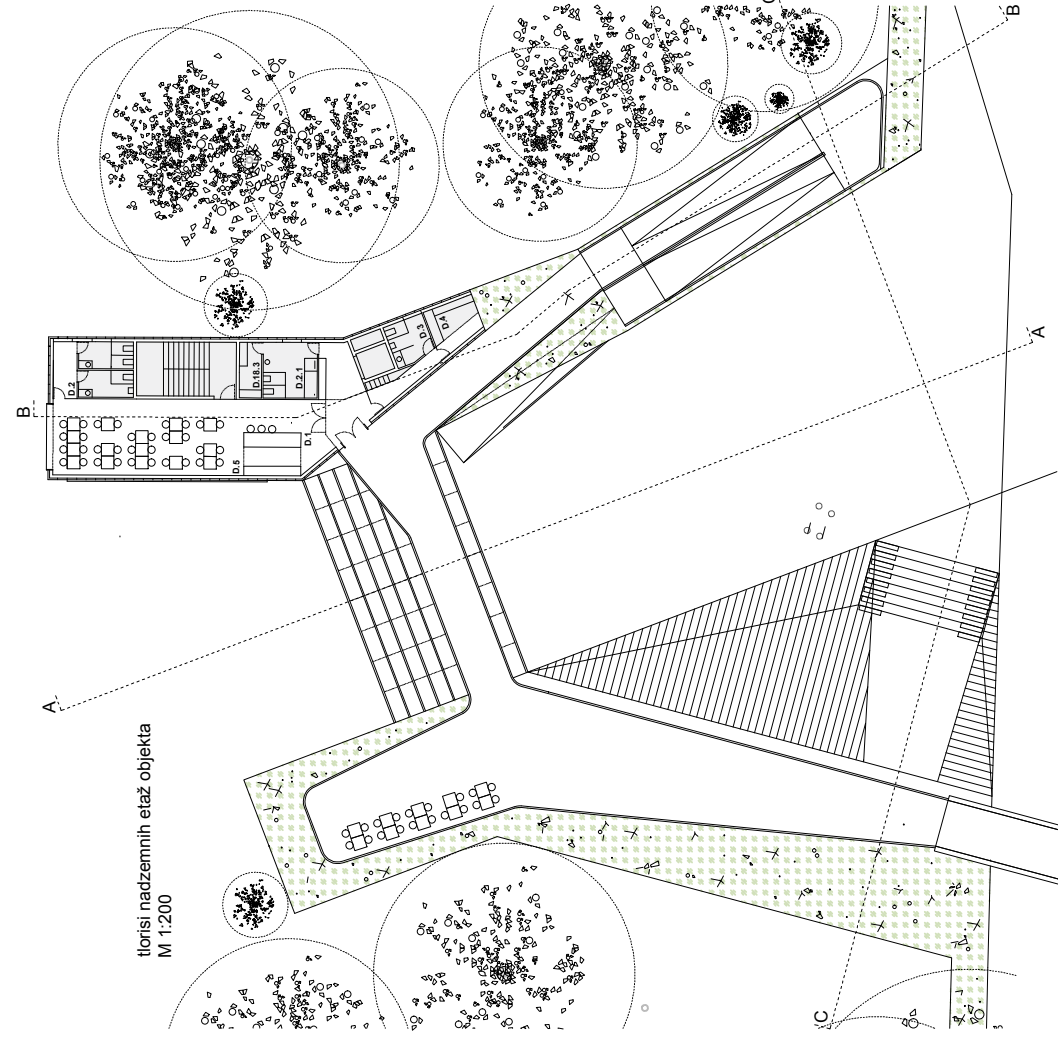 tlorisi nadzemnih etaž objekta
M 1:200
A
A
B
B
C
D.2
D.18.3
D.2.1
D.3
D.4
D.1
D.5